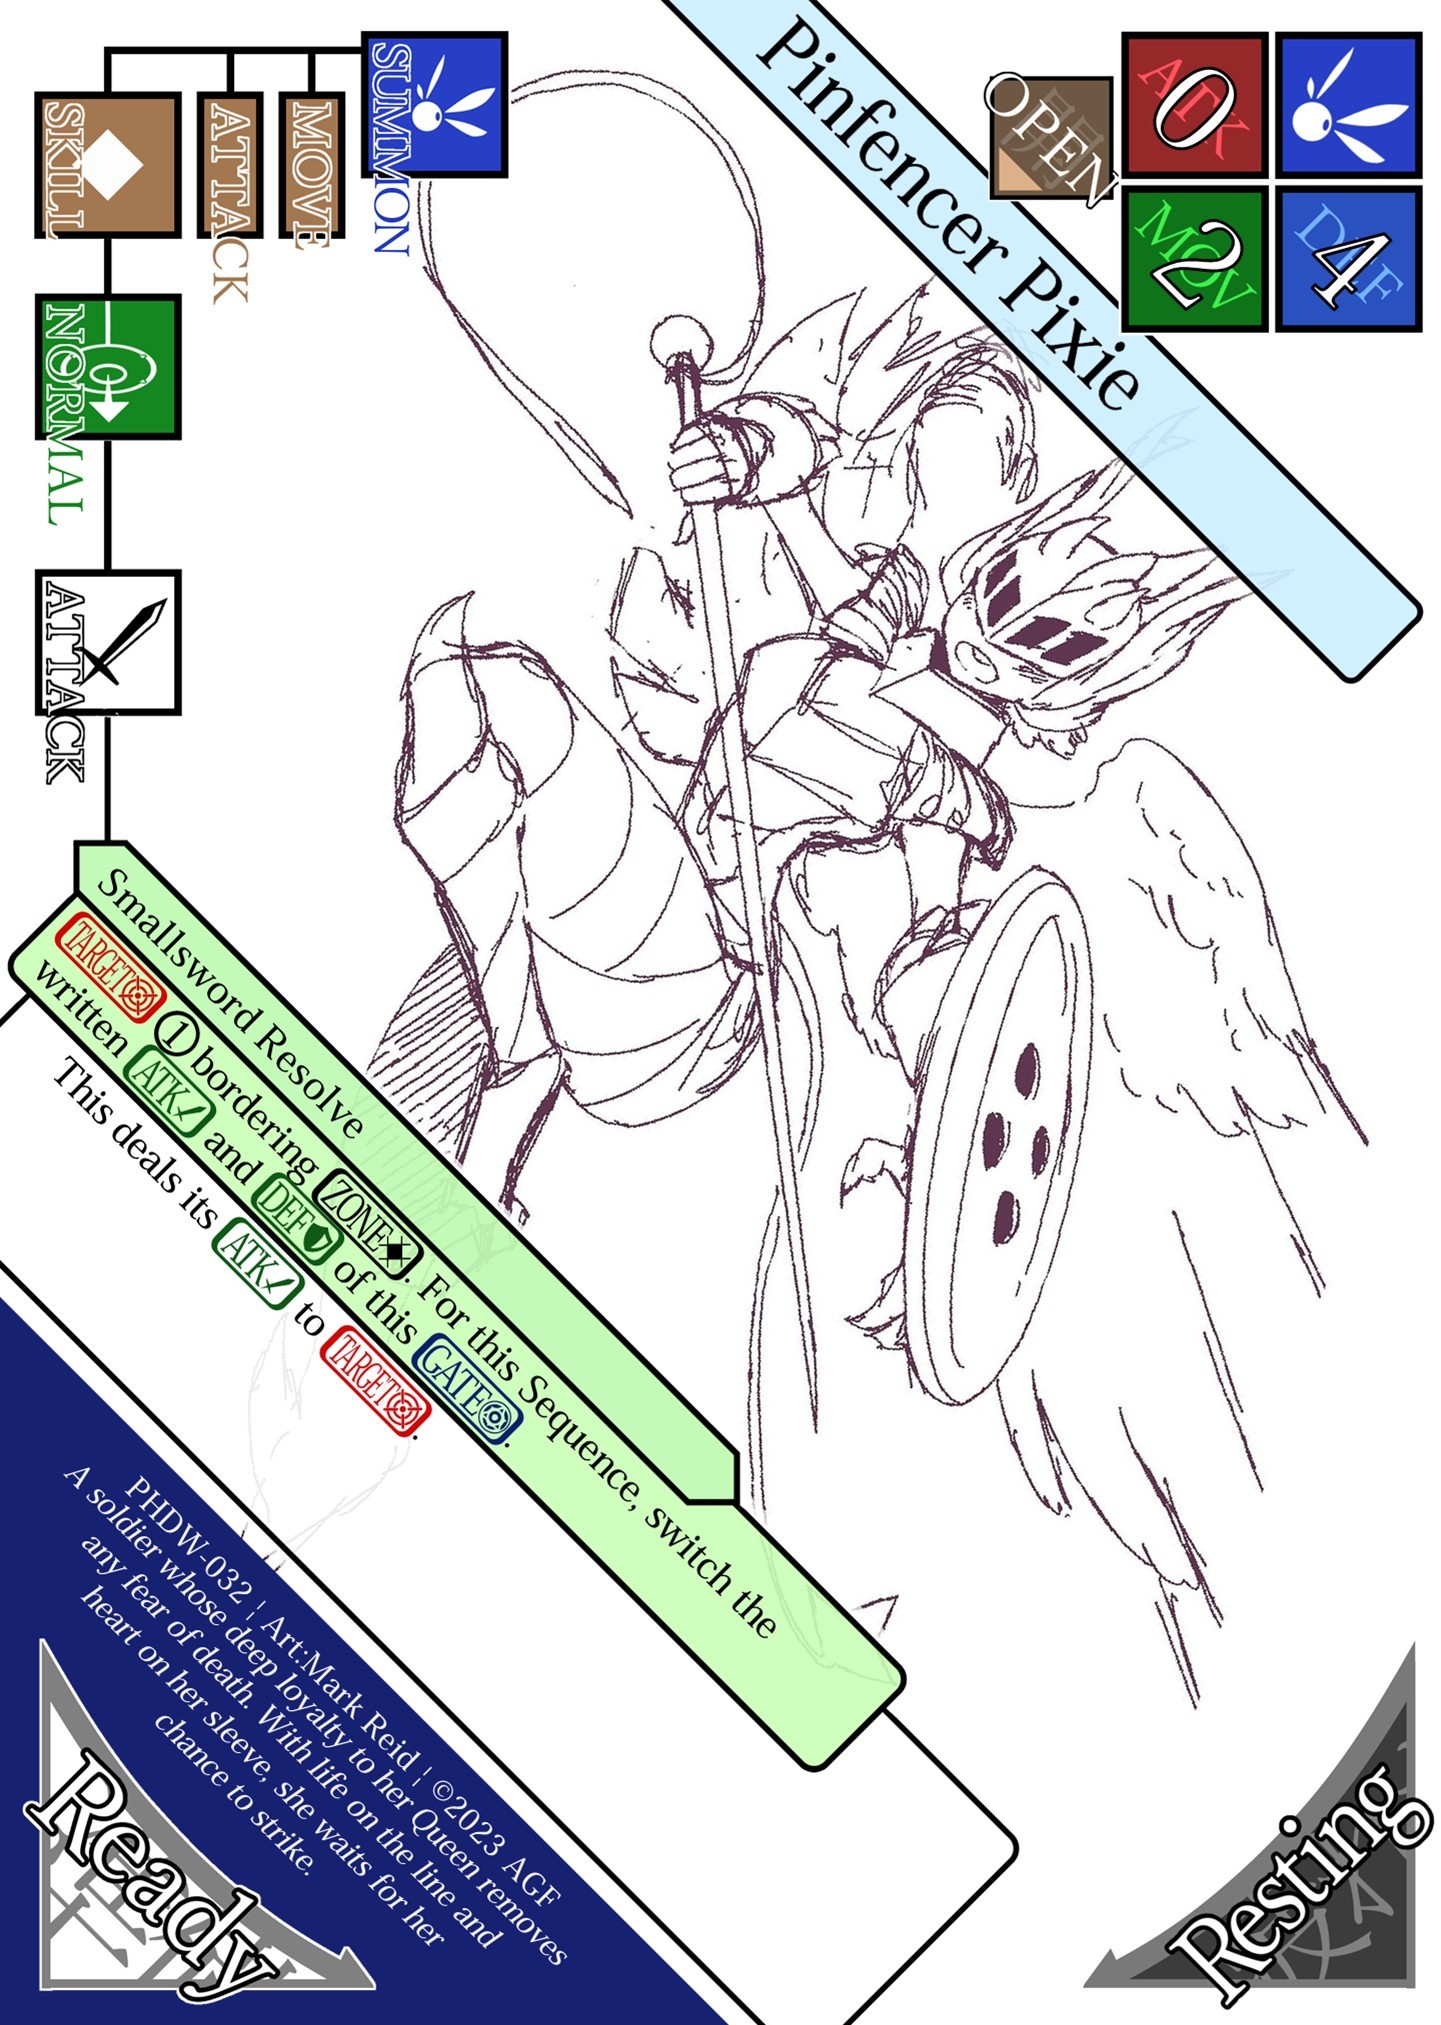 Pinfencer Pixie
OPEN
ATK
0
MOV
2
DEF
4
SUMMON
MOVE
ATTACK
SKILL
NORMAL
ATTACK
Smallsword Resolve
TARGET ① bordering ZONE. For this Sequence, switch the
written ATK and DEF of this GATE.
This deals its ATK to TARGET.
PHDW-032 ¦ Art:Mark Reid ¦ ©2023 AGF
A soldier whose deep loyalty to her Queen removes
any fear of death. With life on the line and
heart on her sleeve, she waits for her
chance to strike.
Ready
Resting